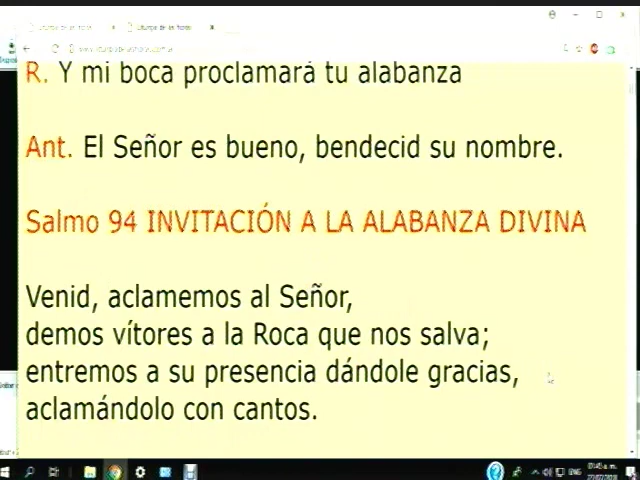 R. Y mi boca proclamará tu alabanza
Ant. El Señor es bueno, bendecid su nombre.
Salmo 94 INVITACIÓN A LA ALABANZA DIVINA
Venid, aclamemos al Señor,
demos vítores a la Roca que nos salva;
entremos a su presencia dándole gracias,
aclamándolo con cantos.
ENG